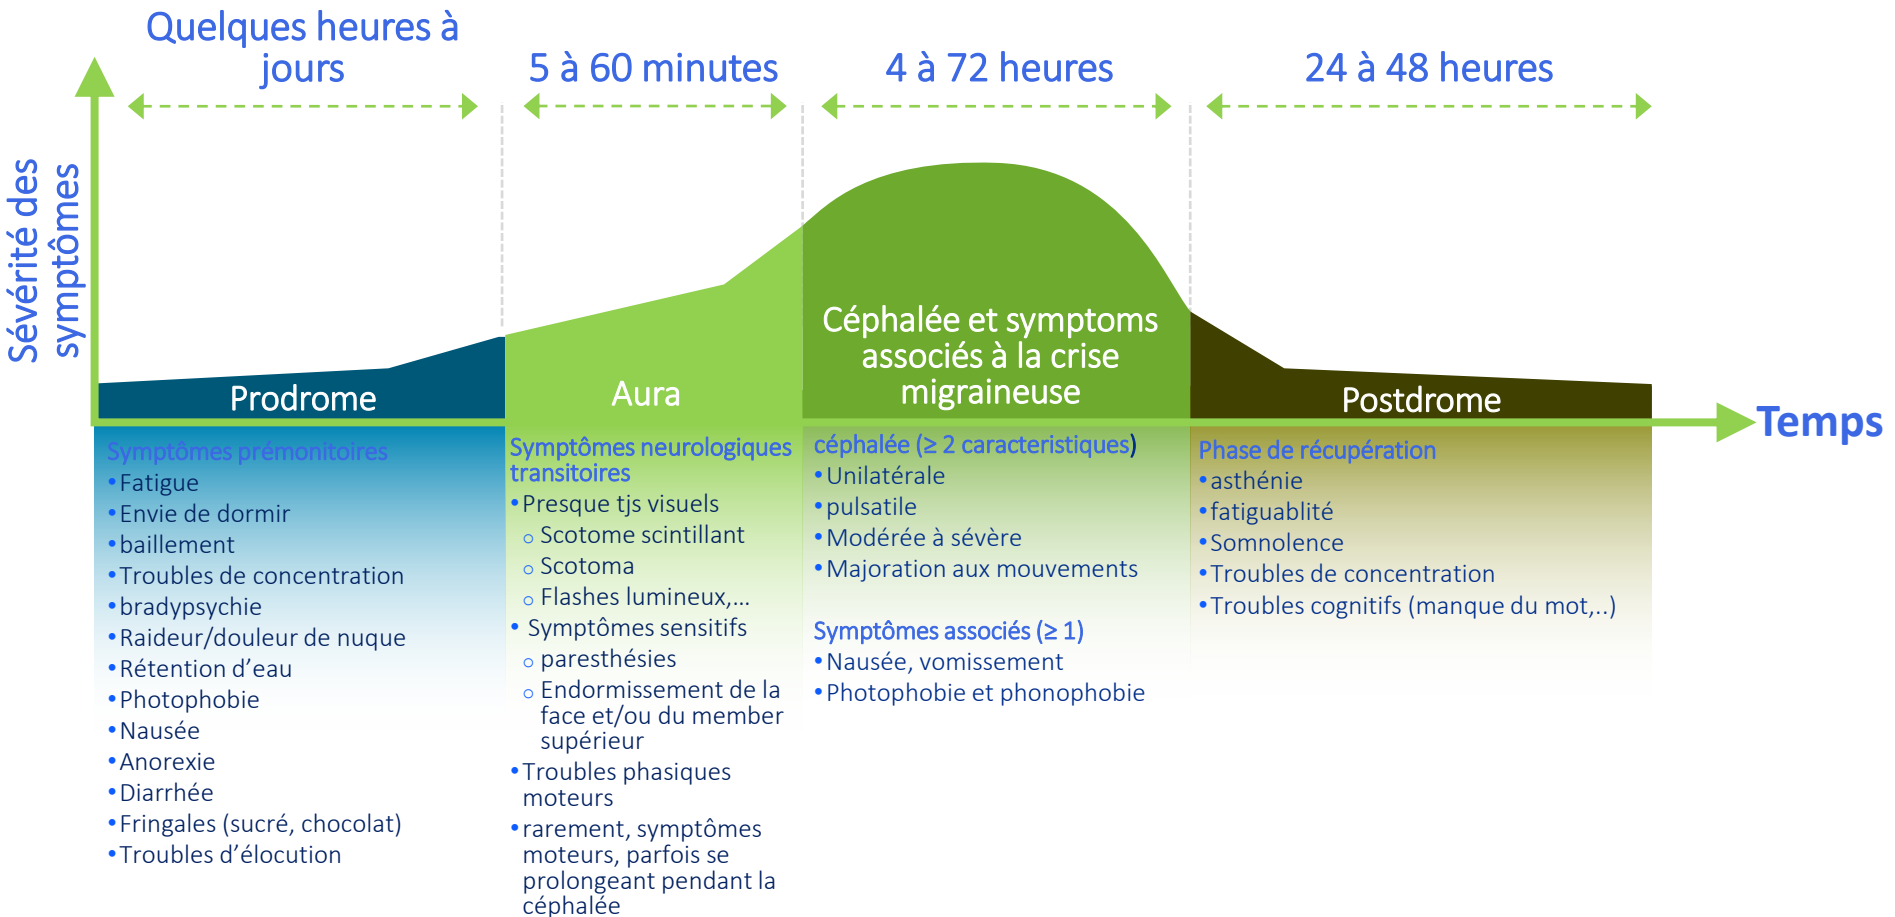 Quelques heures à
jours
5 à 60 minutes
4 à 72 heures
24 à 48 heures
Sévérité des
symptômes
Prodrome
Aura
Céphalée et symptoms
associés à la crise
migraineuse
Postdrome
Temps
Symptômes prémonitoires
•Fatigue
•Envie de dormir
•baillement
•Troubles de concentration
•bradypsychie
•Raideur/douleur de nuque
•Rétention d’eau
•Photophobie
•Nausée
•Anorexie
•Diarrhée
•Fringales (sucré, chocolat)
•Troubles d’élocution
Symptômes neurologiques
transitoires
•Presque tjs visuels
o Scotome scintillant
o Scotoma
o Flashes lumineux,...
• Symptômes sensitifs
o paresthésies
o Endormissement de la
face et/ou du member
supérieur
•Troubles phasiques
moteurs
•rarement, symptômes
moteurs, parfois se
prolongeant pendant la
céphalée
céphalée (≥ 2 caracteristiques)
•Unilatérale
•pulsatile
•Modérée à sévère
•Majoration aux mouvements
Symptômes associés (≥ 1)
•Nausée, vomissement
•Photophobie et phonophobie
Phase de récupération
•asthénie
•fatiguablité
•Somnolence
•Troubles de concentration
•Troubles cognitifs (manque du mot,..)